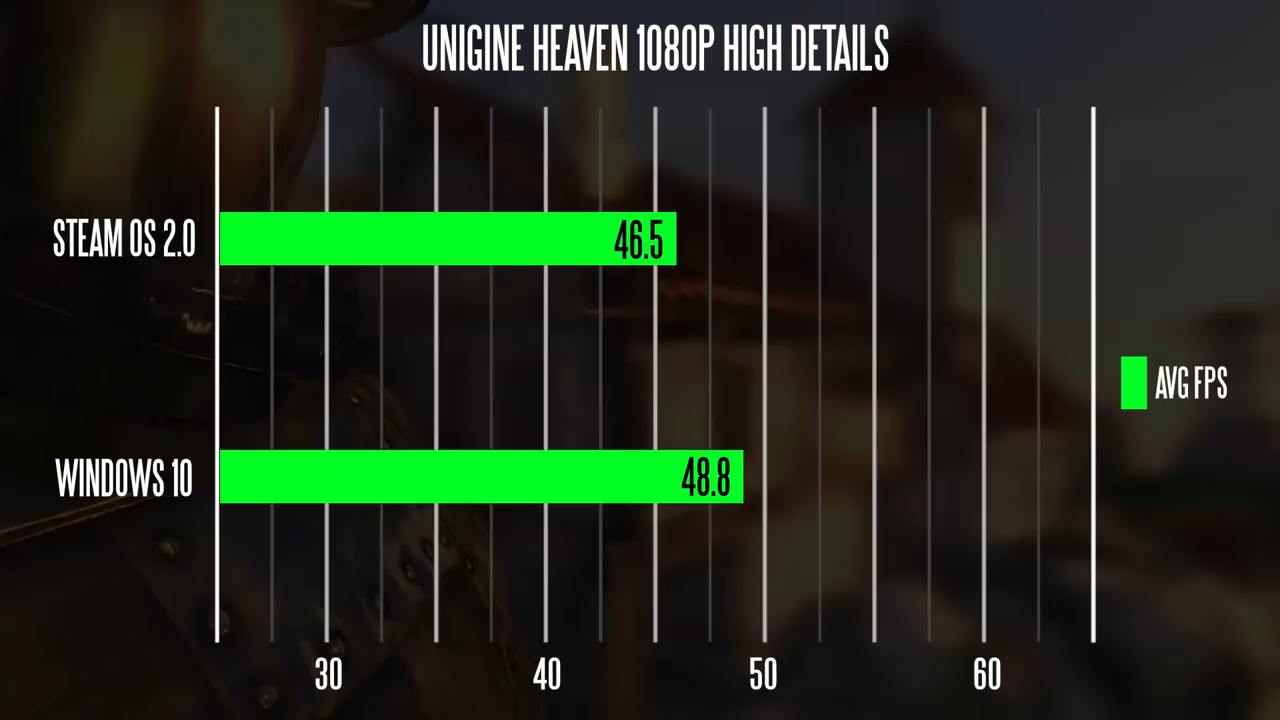 UNIGINE HEAVEN 1080P HIGH DETAILS
STEAM OS 2.0
46.5
AVG FPS
WINDOWS 10
48.8
30 40 50 60